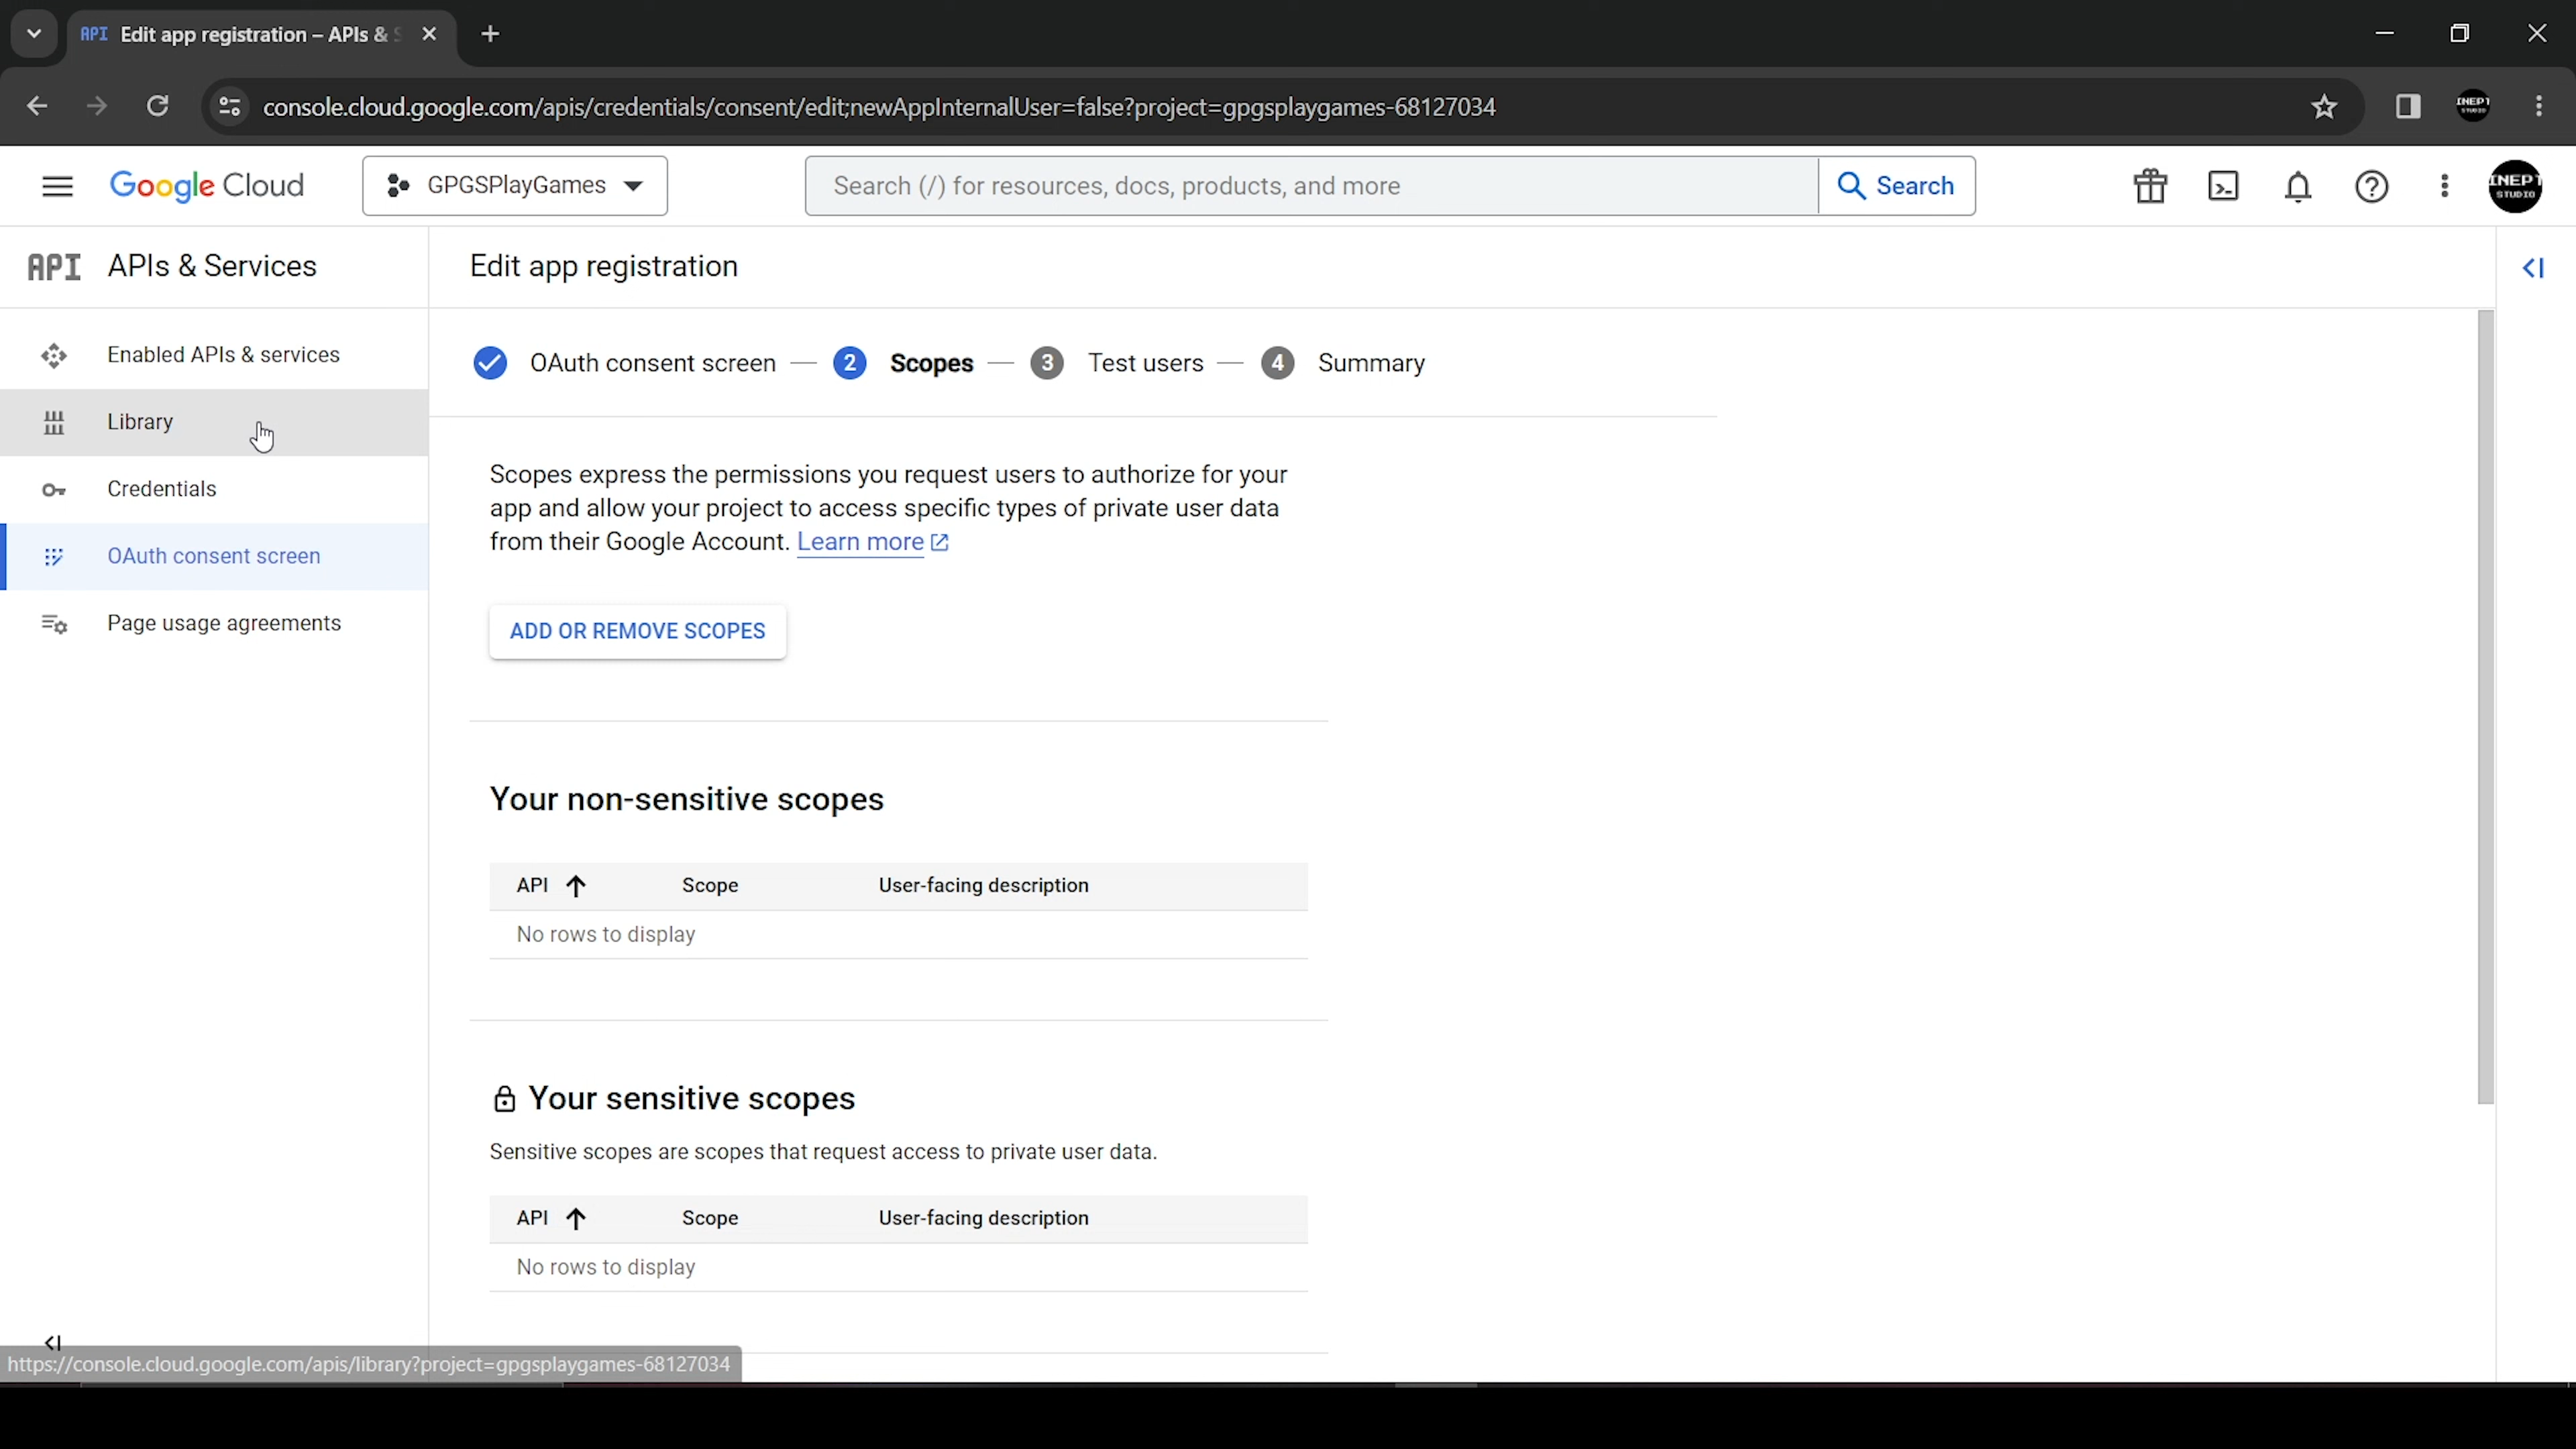 API Edit app registration – APIs & S
console.cloud.google.com/apis/credentials/consent/edit;newAppInternalUser=false?project=gpgsplaygames-68127034
INEPT STUDIO
Google Cloud
GPGSPlayGames
Search (/) for resources, docs, products, and more
Search
INEPT
STUDIO
API APIs & Services
Edit app registration
Enabled APIs & services
Library
Credentials
OAuth consent screen
Page usage agreements
OAuth consent screen — 2 Scopes — 3 Test users — 4 Summary
Scopes express the permissions you request users to authorize for your
app and allow your project to access specific types of private user data
from their Google Account. Learn more
ADD OR REMOVE SCOPES
Your non-sensitive scopes
API Scope User-facing description
No rows to display
Your sensitive scopes
Sensitive scopes are scopes that request access to private user data.
API Scope User-facing description
No rows to display
https://console.cloud.google.com/apis/library?project=gpgsplaygames-68127034